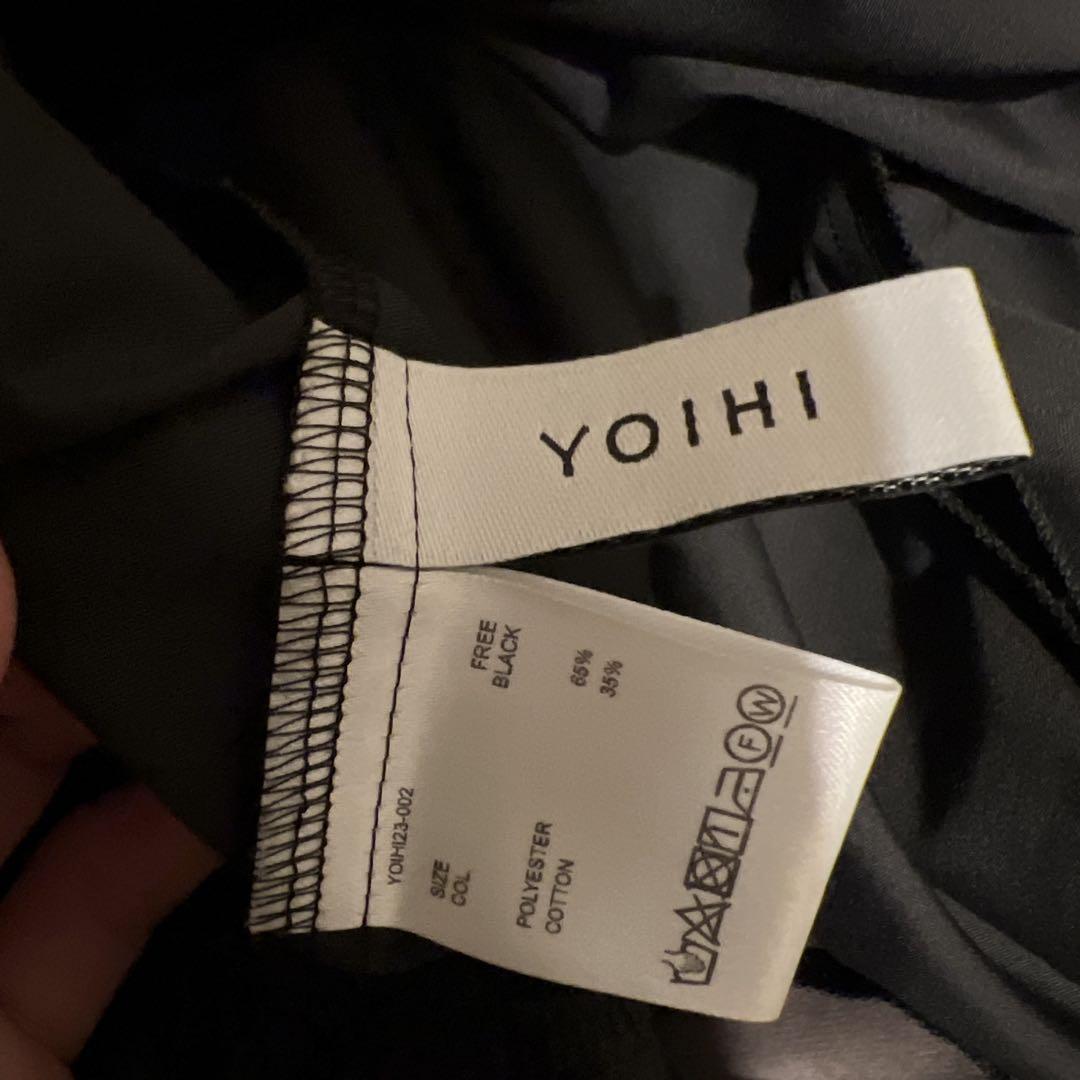 YOIHI
YOIHI23-002
SIZE FREE
COL BLACK
POLYESTER 65%
COTTON 35%
F W